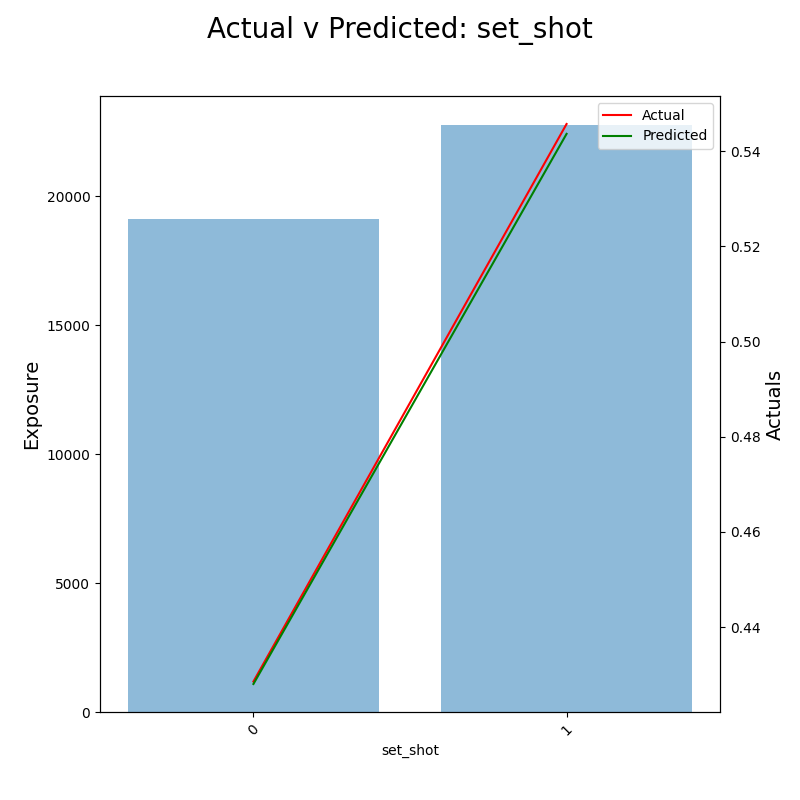 Actual v Predicted: set_shot
Actual
Predicted
0.54
20000
0.52
15000
0.50
Exposure
Actuals
0.48
10000
0.46
5000
0.44
0
0
1
set_shot